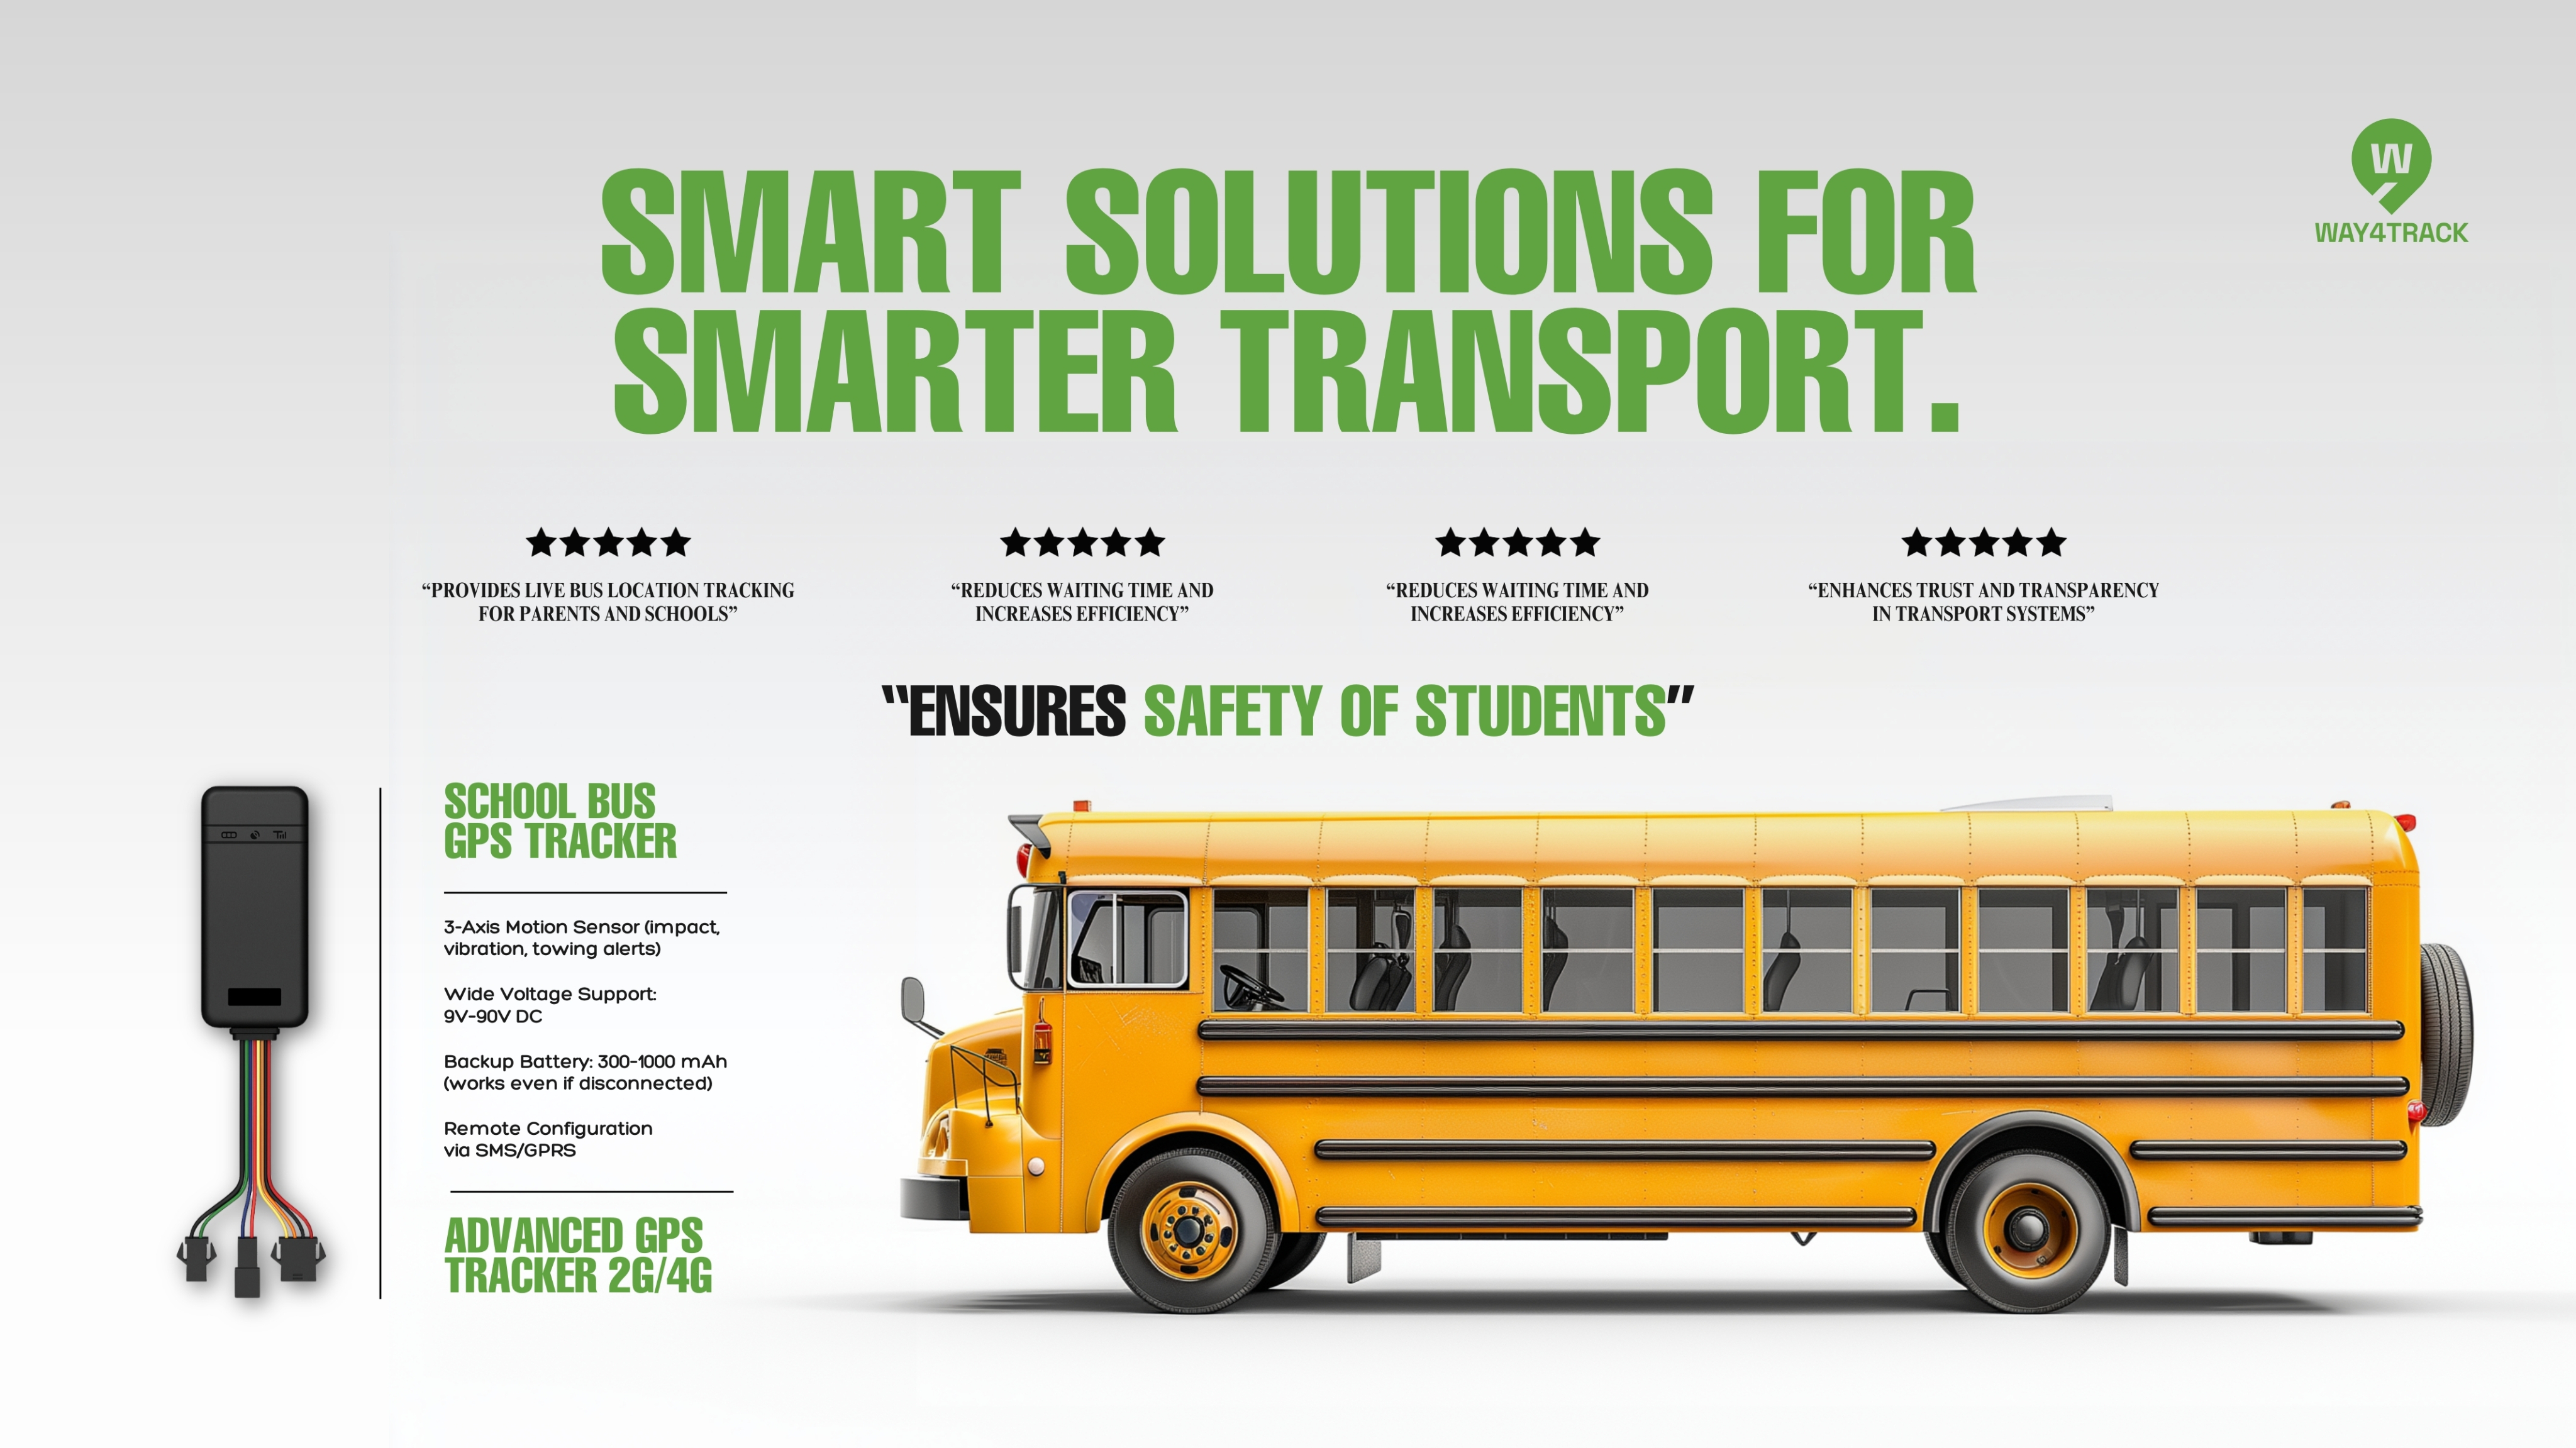 SMART SOLUTIONS FOR
SMARTER TRANSPORT.
W
WAY4TRACK
“PROVIDES LIVE BUS LOCATION TRACKING
FOR PARENTS AND SCHOOLS”
“REDUCES WAITING TIME AND
INCREASES EFFICIENCY”
“REDUCES WAITING TIME AND
INCREASES EFFICIENCY”
“ENHANCES TRUST AND TRANSPARENCY
IN TRANSPORT SYSTEMS”
“ENSURES SAFETY OF STUDENTS”
SCHOOL BUS
GPS TRACKER
3-Axis Motion Sensor (impact,
vibration, towing alerts)
Wide Voltage Support:
9V-90V DC
Backup Battery: 300-1000 mAh
(works even if disconnected)
Remote Configuration
via SMS/GPRS
ADVANCED GPS
TRACKER 2G/4G